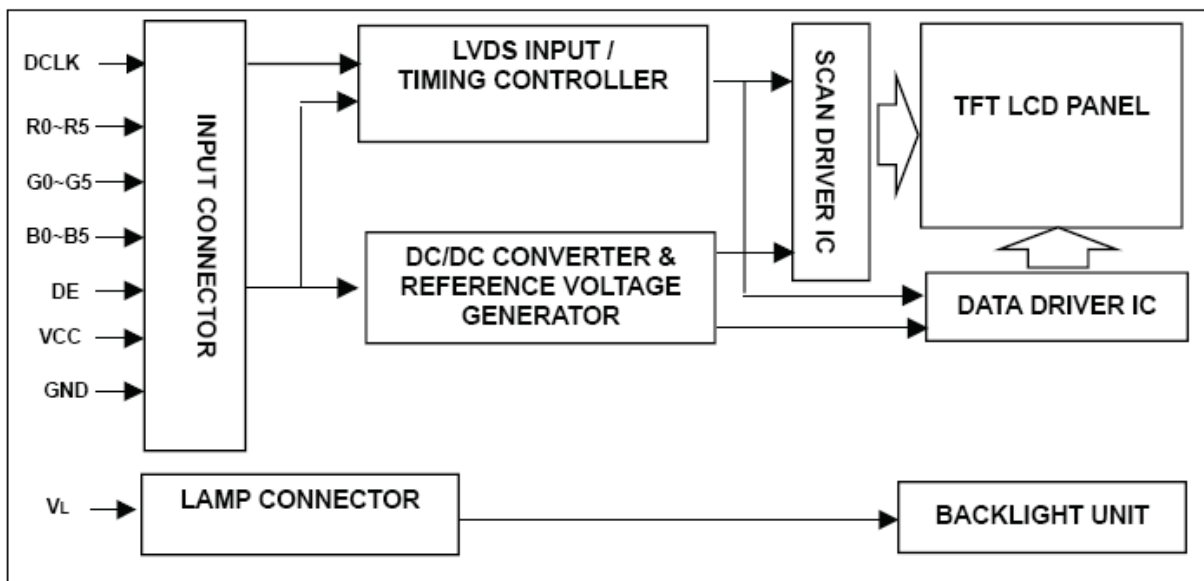 DCLK
R0~R5
G0~G5
B0~B5
DE
VCC
GND
INPUT CONNECTOR
LVDS INPUT /
TIMING CONTROLLER
DC/DC CONVERTER &
REFERENCE VOLTAGE
GENERATOR
SCAN DRIVER IC
TFT LCD PANEL
DATA DRIVER IC
VL
LAMP CONNECTOR
BACKLIGHT UNIT